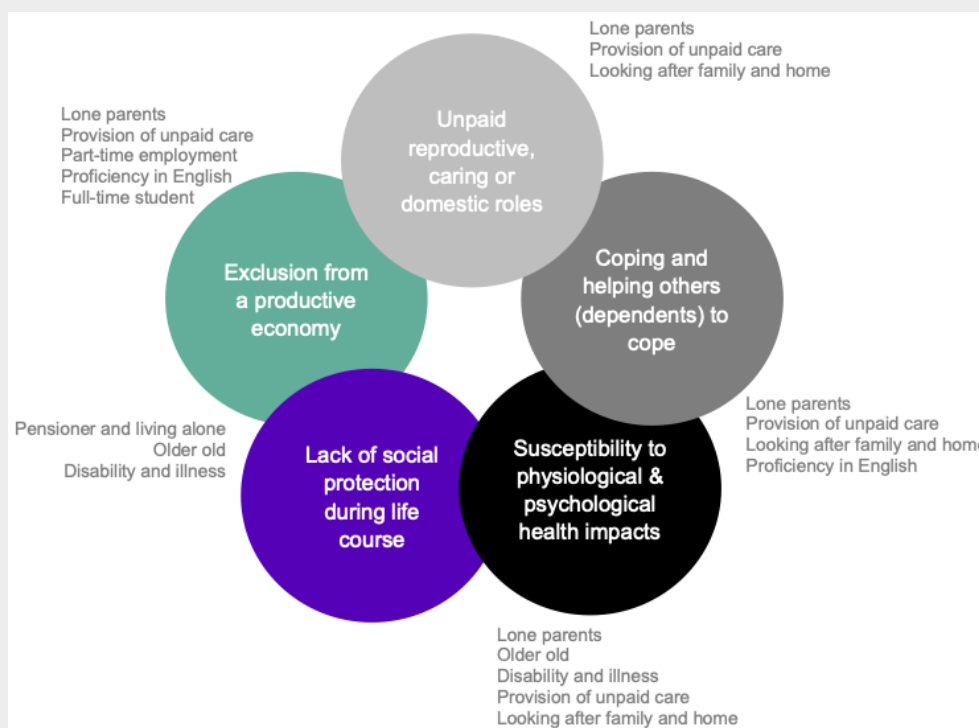 Lone parents
Provision of unpaid care
Looking after family and home
Unpaid
reproductive,
caring or
domestic roles
Lone parents
Provision of unpaid care
Part-time employment
Proficiency in English
Full-time student
Exclusion from
a productive
economy
Coping and
helping others
(dependents) to
cope
Lone parents
Provision of unpaid care
Looking after family and home
Proficiency in English
Pensioner and living alone
Older old
Disability and illness
Lack of social
protection
during life
course
Susceptibility to
physiological &
psychological
health impacts
Lone parents
Older old
Disability and illness
Provision of unpaid care
Looking after family and home